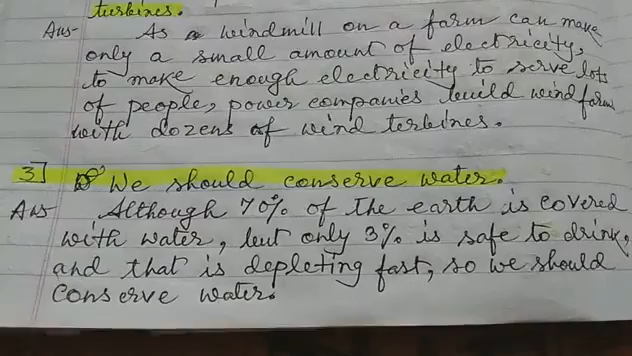 turbines.
Ans- As a windmill on a farm can make
only a small amount of electricity,
to make enough electricity to serve lots
of people, power companies build wind farm
with dozens of wind terbines.
3] We should conserve water.
Ans Although 70% of the earth is covered
with water, but only 3% is safe to drink,
and that is depleting fast, so we should
conserve water.